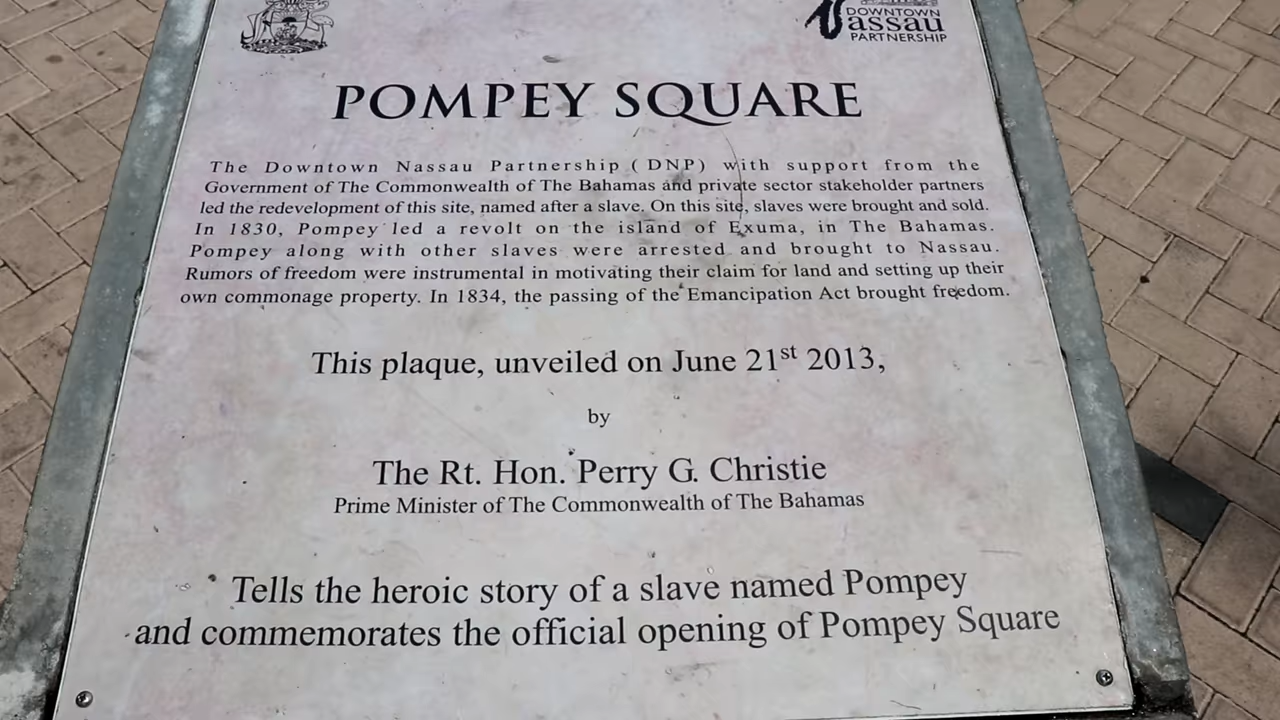 DOWNTOWN
Nassau
PARTNERSHIP
POMPEY SQUARE
The Downtown Nassau Partnership ( DNP) with support from the
Government of The Commonwealth of The Bahamas and private sector stakeholder partners
led the redevelopment of this site, named after a slave. On this site, slaves were brought and sold.
In 1830, Pompey led a revolt on the island of Exuma, in The Bahamas.
Pompey along with other slaves were arrested and brought to Nassau.
Rumors of freedom were instrumental in motivating their claim for land and setting up their
own commonage property. In 1834, the passing of the Emancipation Act brought freedom.
This plaque, unveiled on June 21st 2013,
by
The Rt. Hon. Perry G. Christie
Prime Minister of The Commonwealth of The Bahamas
Tells the heroic story of a slave named Pompey
and commemorates the official opening of Pompey Square